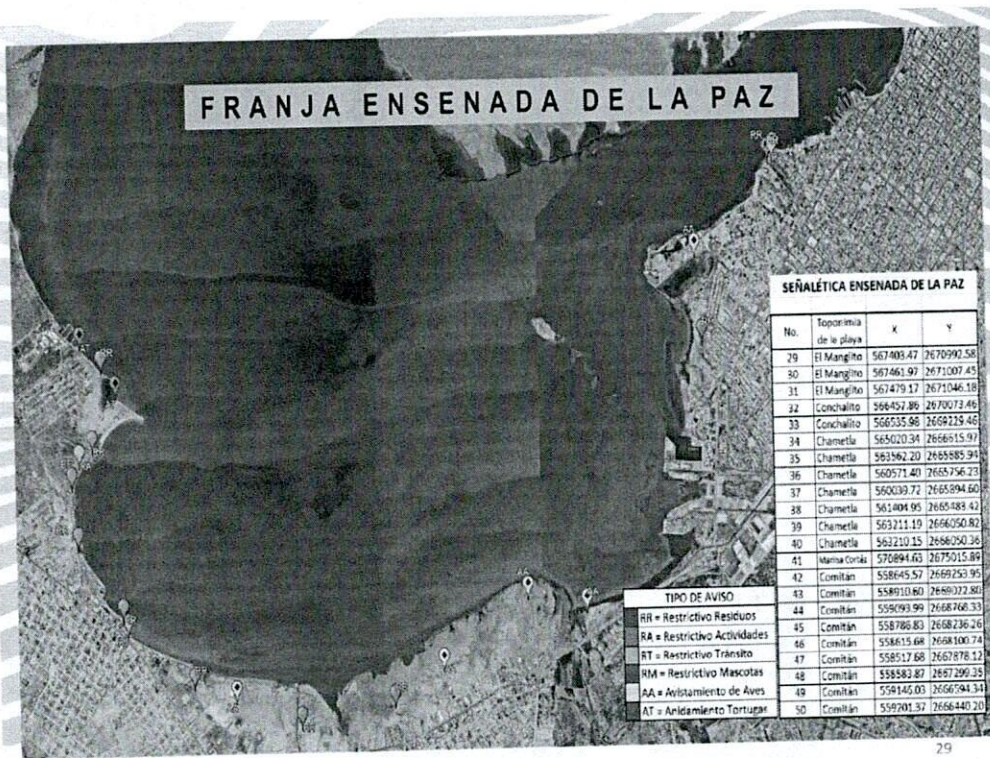 FRANJA ENSENADA DE LA PAZ
RR
RR
AA
SEÑALÉTICA ENSENADA DE LA PAZ
No. Toponimia de la playa X Y
29 El Manglito 567403.47 2670992.58
30 El Manglito 567461.97 2671007.45
31 El Manglito 567479.17 2671046.18
32 Conchalito 566457.86 2670073.46
33 Conchalito 566535.98 2669229.46
34 Chametla 565020.34 2666615.97
35 Chametla 563562.20 2665885.94
36 Chametla 560571.40 2665756.23
37 Chametla 560039.72 2665894.60
38 Chametla 561404.95 2665483.42
39 Chametla 563211.19 2666050.82
40 Chametla 563210.15 2666050.36
41 Marina Cortés 570894.63 2675015.89
42 Comitán 558645.57 2669253.95
43 Comitán 558910.60 2669022.80
44 Comitán 559093.99 2668768.33
45 Comitán 558786.83 2668236.26
46 Comitán 558615.68 2668100.74
47 Comitán 558517.68 2667878.12
48 Comitán 558583.87 2667299.35
49 Comitán 559146.03 2666594.34
50 Comitán 559201.37 2666440.20
TIPO DE AVISO
RR = Restrictivo Residuos
RA = Restrictivo Actividades
RT = Restrictivo Tránsito
RM = Restrictivo Mascotas
AA = Avistamiento de Aves
AT = Anidamiento Tortugas
29